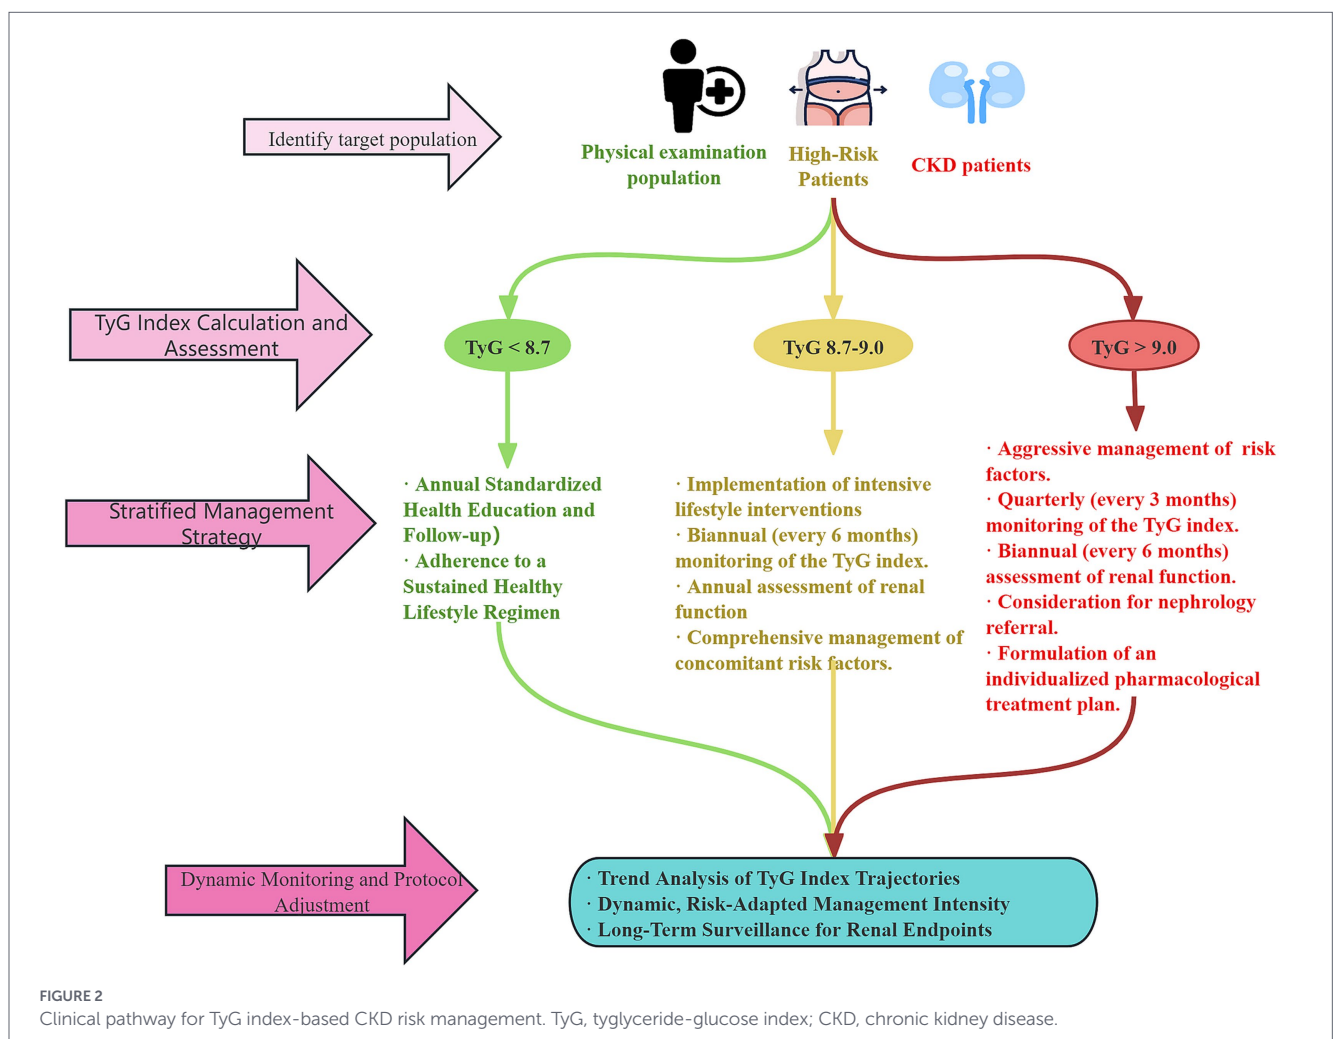 Identify target population
Physical examination
population
High-Risk
Patients
CKD patients
TyG Index Calculation and
Assessment
TyG < 8.7
TyG 8.7-9.0
TyG > 9.0
Stratified Management
Strategy
· Annual Standardized
Health Education and
Follow-up)
· Adherence to a
Sustained Healthy
Lifestyle Regimen
· Implementation of intensive
lifestyle interventions
· Biannual (every 6 months)
monitoring of the TyG index.
· Annual assessment of renal
function
· Comprehensive management of
concomitant risk factors.
· Aggressive management of  risk
factors.
· Quarterly (every 3 months)
monitoring of the TyG index.
· Biannual (every 6 months)
assessment of renal function.
· Consideration for nephrology
referral.
· Formulation of an
individualized pharmacological
treatment plan.
Dynamic Monitoring and Protocol
Adjustment
· Trend Analysis of TyG Index Trajectories
· Dynamic, Risk-Adapted Management Intensity
· Long-Term Surveillance for Renal Endpoints
FIGURE 2
Clinical pathway for TyG index-based CKD risk management. TyG, tyglyceride-glucose index; CKD, chronic kidney disease.